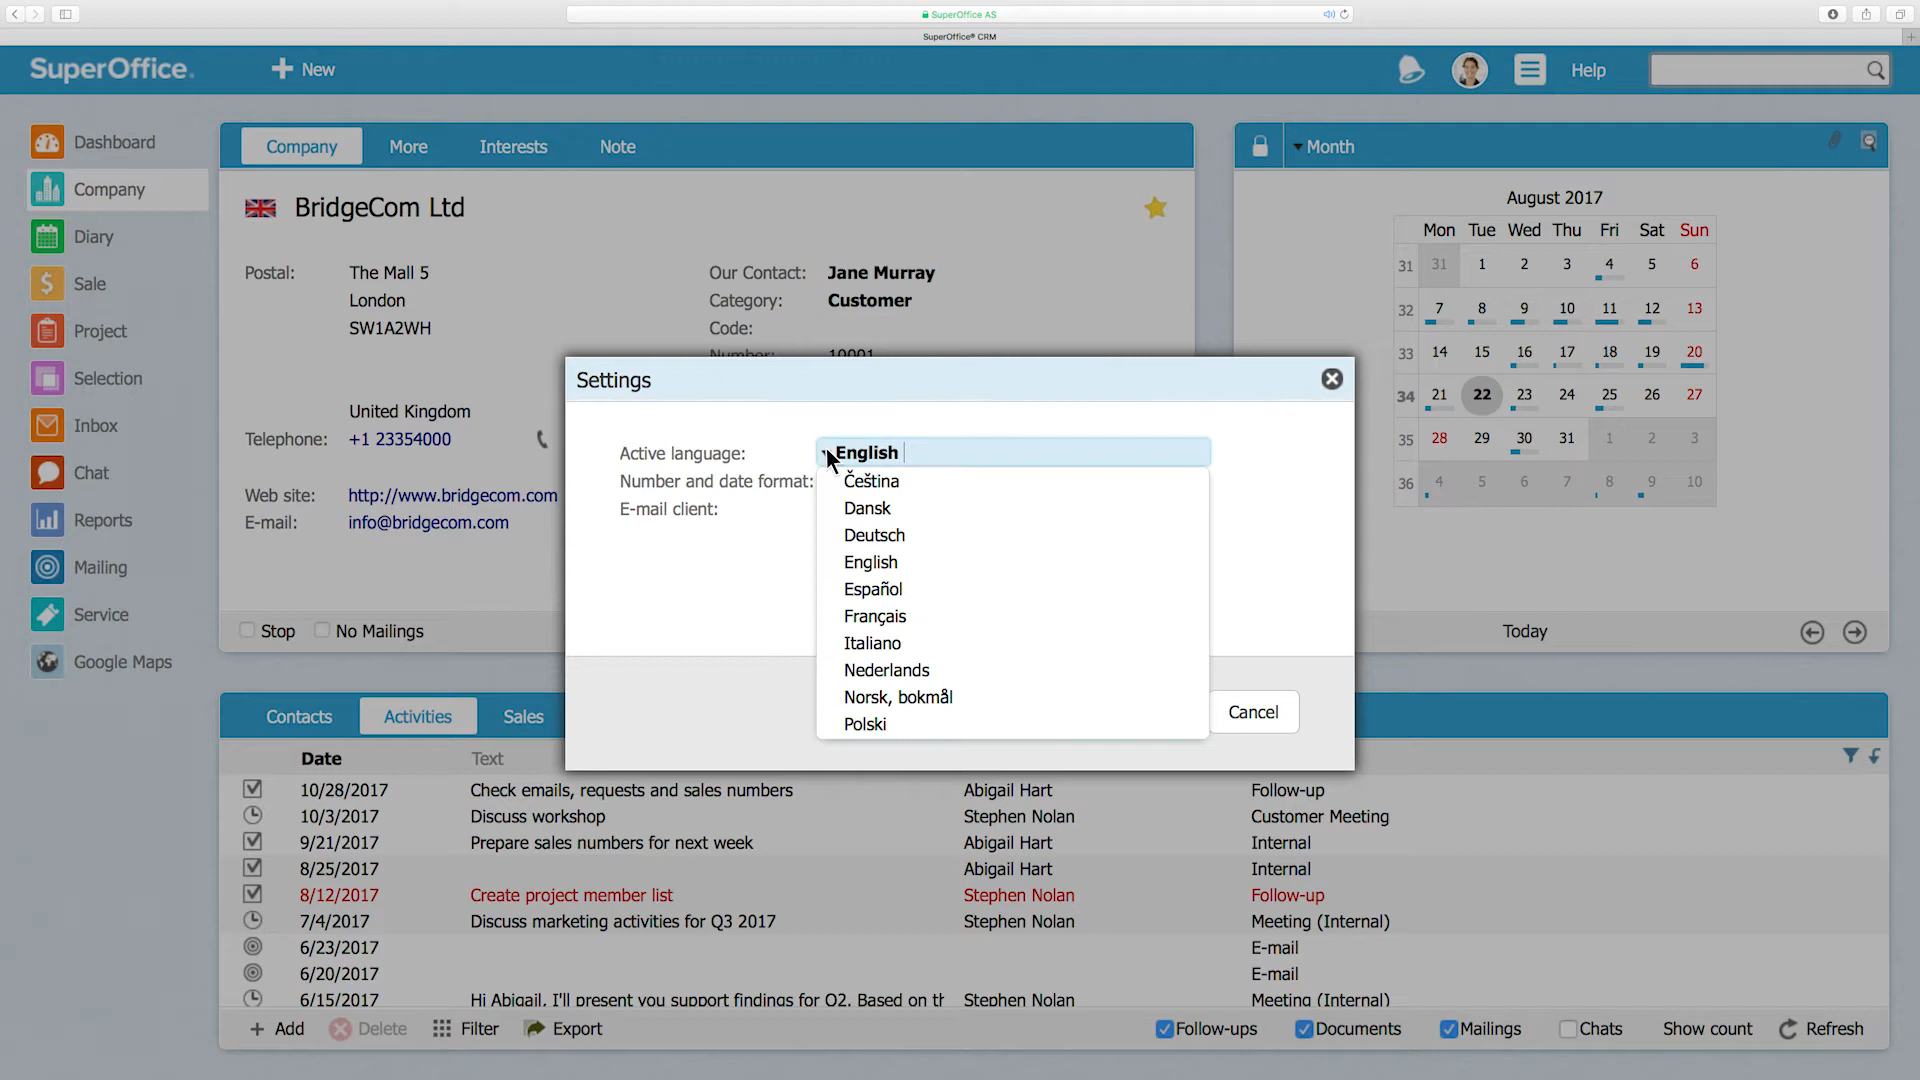 SuperOffice AS
SuperOffice® CRM
SuperOffice.
New
Help
Dashboard
Company
Diary
Sale
Project
Selection
Inbox
Chat
Reports
Mailing
Service
Google Maps
Company More Interests Note
BridgeCom Ltd
Postal: The Mall 5
London
SW1A2WH
United Kingdom
Telephone: +1 23354000
Web site: http://www.bridgecom.com
E-mail: info@bridgecom.com
Our Contact: Jane Murray
Category: Customer
Code:
Number: 10001
Stop No Mailings
Month
August 2017
Mon Tue Wed Thu Fri Sat Sun
31 31 1 2 3 4 5 6
32 7 8 9 10 11 12 13
33 14 15 16 17 18 19 20
34 21 22 23 24 25 26 27
35 28 29 30 31 1 2 3
36 4 5 6 7 8 9 10
Today
Settings
Active language: English
Number and date format:
E-mail client:
Čeština
Dansk
Deutsch
English
Español
Français
Italiano
Nederlands
Norsk, bokmål
Polski
Cancel
Contacts Activities Sales
Date Text
10/28/2017 Check emails, requests and sales numbers Abigail Hart Follow-up
10/3/2017 Discuss workshop Stephen Nolan Customer Meeting
9/21/2017 Prepare sales numbers for next week Abigail Hart Internal
8/25/2017 Abigail Hart Internal
8/12/2017 Create project member list Stephen Nolan Follow-up
7/4/2017 Discuss marketing activities for Q3 2017 Stephen Nolan Meeting (Internal)
6/23/2017 E-mail
6/20/2017 E-mail
6/15/2017 Hi Abigail, I'll present you support findings for Q2. Based on th Stephen Nolan Meeting (Internal)
Add Delete Filter Export Follow-ups Documents Mailings Chats Show count Refresh